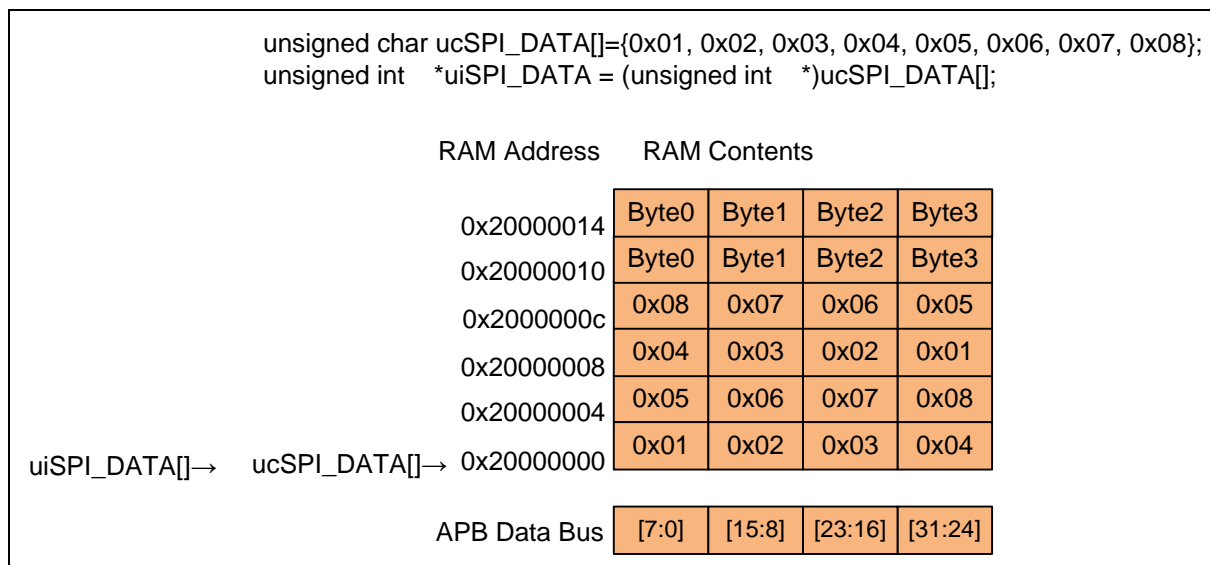 unsigned char ucSPI_DATA[]={0x01, 0x02, 0x03, 0x04, 0x05, 0x06, 0x07, 0x08};
unsigned int *uiSPI_DATA = (unsigned int *)ucSPI_DATA[];
RAM Address RAM Contents
0x20000014 Byte0 Byte1 Byte2 Byte3
0x20000010 Byte0 Byte1 Byte2 Byte3
0x2000000c 0x08 0x07 0x06 0x05
0x20000008 0x04 0x03 0x02 0x01
0x20000004 0x05 0x06 0x07 0x08
uiSPI_DATA[]→ ucSPI_DATA[]→ 0x20000000 0x01 0x02 0x03 0x04
APB Data Bus [7:0] [15:8] [23:16] [31:24]